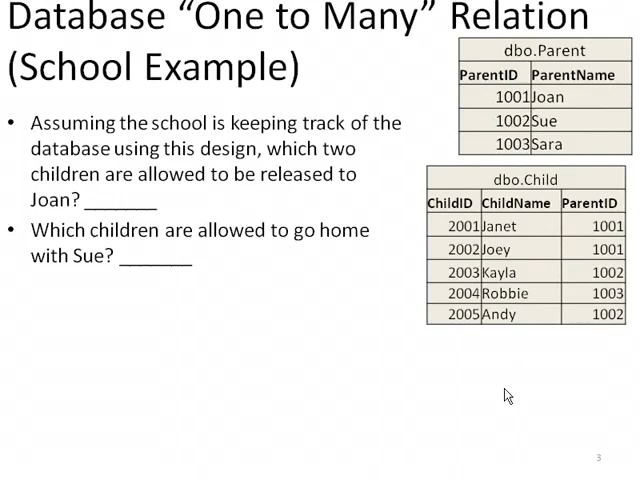 Database “One to Many” Relation
(School Example)
• Assuming the school is keeping track of the
database using this design, which two
children are allowed to be released to
Joan? _______
• Which children are allowed to go home
with Sue? _______
dbo.Parent
ParentID ParentName
1001 Joan
1002 Sue
1003 Sara
dbo.Child
ChildID ChildName ParentID
2001 Janet 1001
2002 Joey 1001
2003 Kayla 1002
2004 Robbie 1003
2005 Andy 1002
3